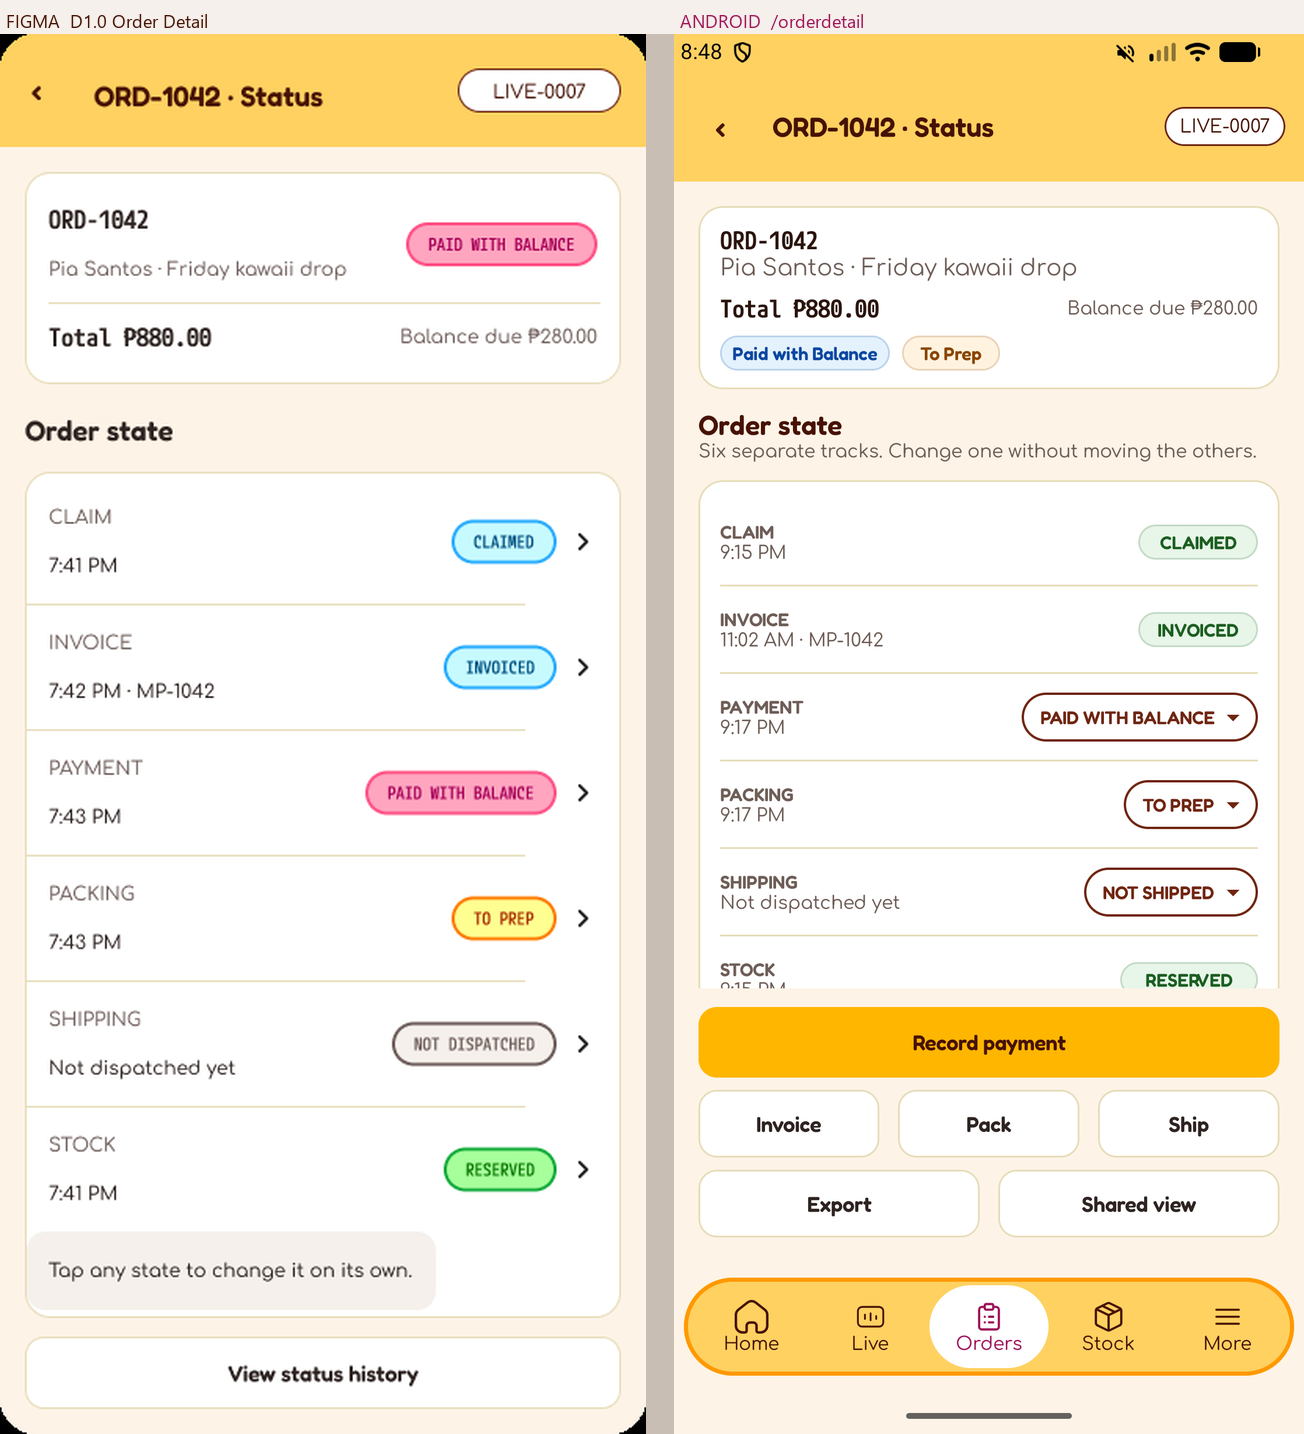 FIGMA D1.0 Order Detail
ORD-1042 · Status
LIVE-0007
ORD-1042
PAID WITH BALANCE
Pia Santos · Friday kawaii drop
Total ₱880.00
Balance due ₱280.00
Order state
CLAIM
CLAIMED
7:41 PM
INVOICE
INVOICED
7:42 PM · MP-1042
PAYMENT
PAID WITH BALANCE
7:43 PM
PACKING
TO PREP
7:43 PM
SHIPPING
NOT DISPATCHED
Not dispatched yet
STOCK
RESERVED
7:41 PM
Tap any state to change it on its own.
View status history
ANDROID /orderdetail
8:48
ORD-1042 · Status
LIVE-0007
ORD-1042
Pia Santos · Friday kawaii drop
Total ₱880.00
Balance due ₱280.00
Paid with Balance
To Prep
Order state
Six separate tracks. Change one without moving the others.
CLAIM
9:15 PM
CLAIMED
INVOICE
11:02 AM · MP-1042
INVOICED
PAYMENT
9:17 PM
PAID WITH BALANCE
PACKING
9:17 PM
TO PREP
SHIPPING
Not dispatched yet
NOT SHIPPED
STOCK
9:15 PM
RESERVED
Record payment
Invoice
Pack
Ship
Export
Shared view
Home
Live
Orders
Stock
More